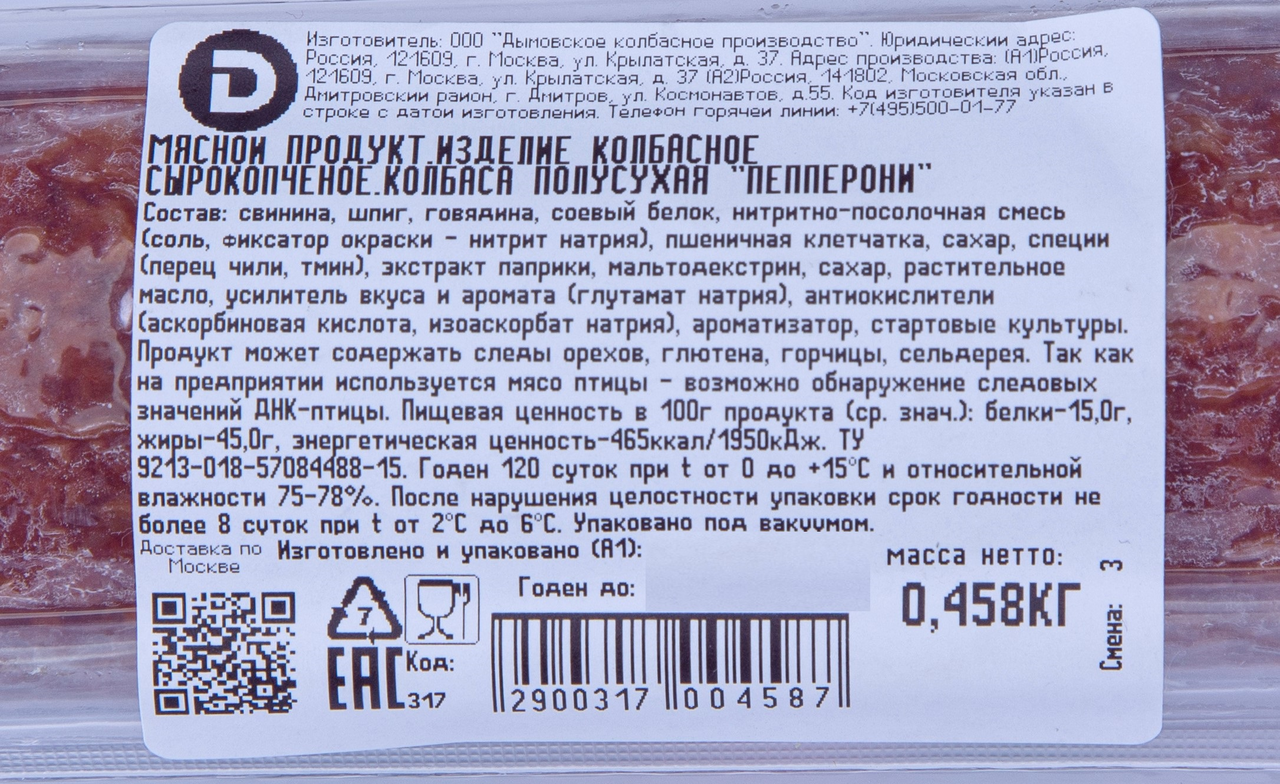 D
Изготовитель: ООО "Дымовское колбасное производство". Юридический адрес:
Россия, 121609, г. Москва, ул. Крылатская, д. 37. Адрес производства: (А1)Россия,
121609, г. Москва, ул. Крылатская, д. 37 (А2)Россия, 141802, Московская обл.,
Дмитровский район, г. Дмитров, ул. Космонавтов, д.55. Код изготовителя указан в
строке с датой изготовления. Телефон горячей линии: +7(495)500-01-77
МЯСНОЙ ПРОДУКТ.ИЗДЕЛИЕ КОЛБАСНОЕ
СЫРОКОПЧЕНОЕ.КОЛБАСА ПОЛУСУХАЯ "ПЕППЕРОНИ"
Состав: свинина, шпиг, говядина, соевый белок, нитритно-посолочная смесь
(соль, фиксатор окраски - нитрит натрия), пшеничная клетчатка, сахар, специи
(перец чили, тмин), экстракт паприки, мальтодекстрин, сахар, растительное
масло, усилитель вкуса и аромата (глутамат натрия), антиокислители
(аскорбиновая кислота, изоаскорбат натрия), ароматизатор, стартовые культуры.
Продукт может содержать следы орехов, глютена, горчицы, сельдерея. Так как
на предприятии используется мясо птицы - возможно обнаружение следовых
значений ДНК-птицы. Пищевая ценность в 100г продукта (ср. знач.): белки-15,0г,
жиры-45,0г, энергетическая ценность-465ккал/1950кДж. ТУ
9213-018-57084488-15. Годен 120 суток при t от 0 до +15°С и относительной
влажности 75-78%. После нарушения целостности упаковки срок годности не
более 8 суток при t от 2°С до 6°С. Упаковано под вакуумом.
Доставка по
Москве
Изготовлено и упаковано (А1):
Годен до:
масса нетто:
0,458КГ
Смена: 3
7
ЕАС
Код:
317
2900317 004587